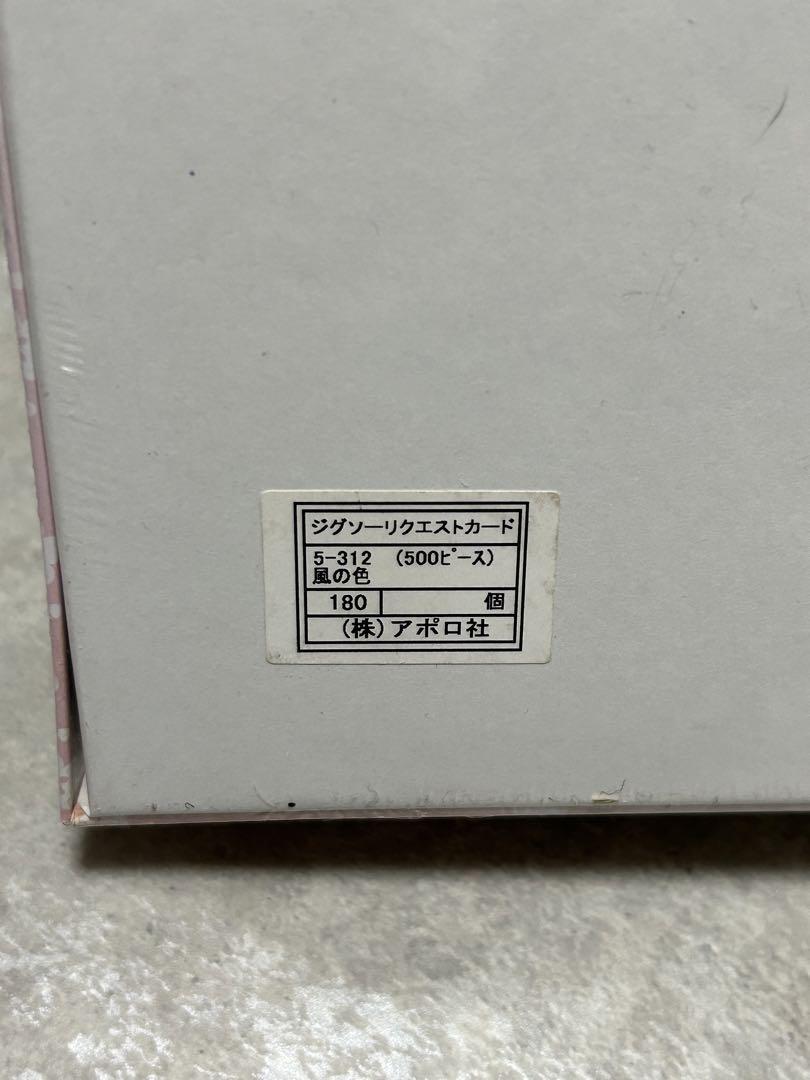 ジグソーリクエストカード
5-312 (500ﾋﾟｰｽ)
風の色
180 個
(株)アポロ社